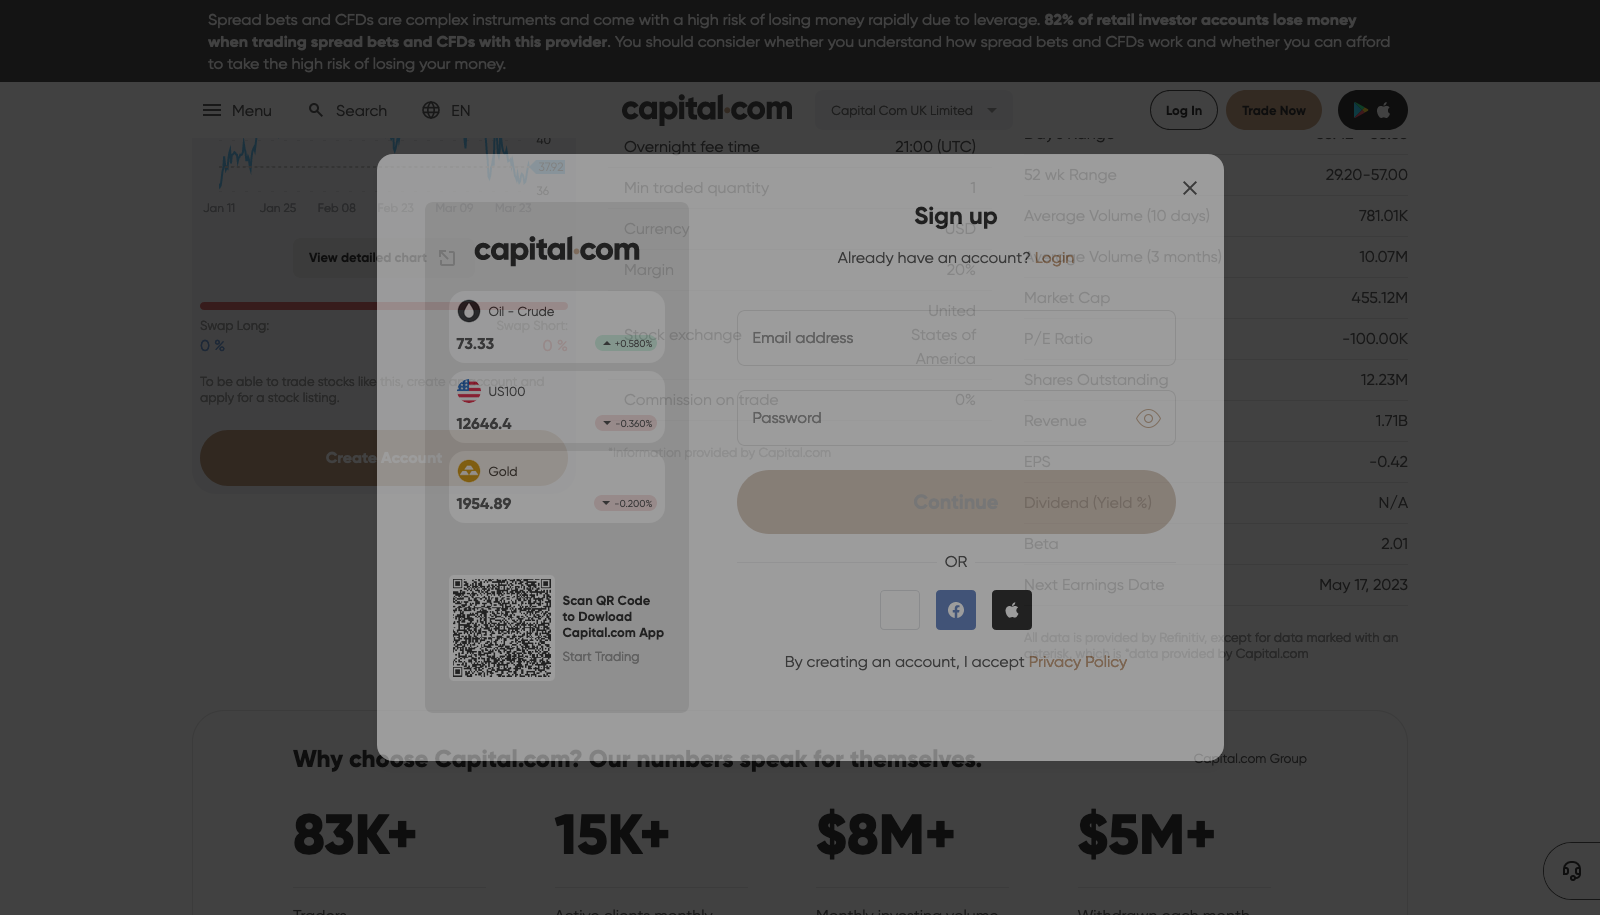 Spread bets and CFDs are complex instruments and come with a high risk of losing money rapidly due to leverage. 82% of retail investor accounts lose money
when trading spread bets and CFDs with this provider. You should consider whether you understand how spread bets and CFDs work and whether you can afford
to take the high risk of losing your money.
Menu
Search
EN
capital.com
Capital Com UK Limited
Log In
Trade Now
40
36
Jan 11
Jan 25
Feb 08
Feb 23
Mar 09
Mar 23
View detailed chart
Swap Long:
0 %
Swap Short:
0 %
To be able to trade stocks like this, create an account and
apply for a stock listing.
Create Account
Overnight fee time 21:00 (UTC)
Min traded quantity 1
Currency USD
Margin 20%
Stock exchange
United
States of
America
Commission on trade 0%
*Information provided by Capital.com
52 wk Range 29.20-57.00
Average Volume (10 days) 781.01K
Average Volume (3 months) 10.07M
Market Cap 455.12M
P/E Ratio -100.00K
Shares Outstanding 12.23M
Revenue 1.71B
EPS -0.42
Dividend (Yield %) N/A
Beta 2.01
Next Earnings Date May 17, 2023
All data is provided by Refinitiv, except for data marked with an
asterisk, which is *data provided by Capital.com
capital.com
Oil - Crude
73.33
+0.580%
US100
12646.4
-0.360%
Gold
1954.89
-0.200%
Scan QR Code
to Dowload
Capital.com App
Start Trading
Sign up
Already have an account? Login
Email address
Password
Continue
OR
By creating an account, I accept Privacy Policy
Why choose Capital.com? Our numbers speak for themselves.
Capital.com Group
83K+
15K+
$8M+
$5M+
Traders
Active clients monthly
Monthly investing volume
Withdrawn each month